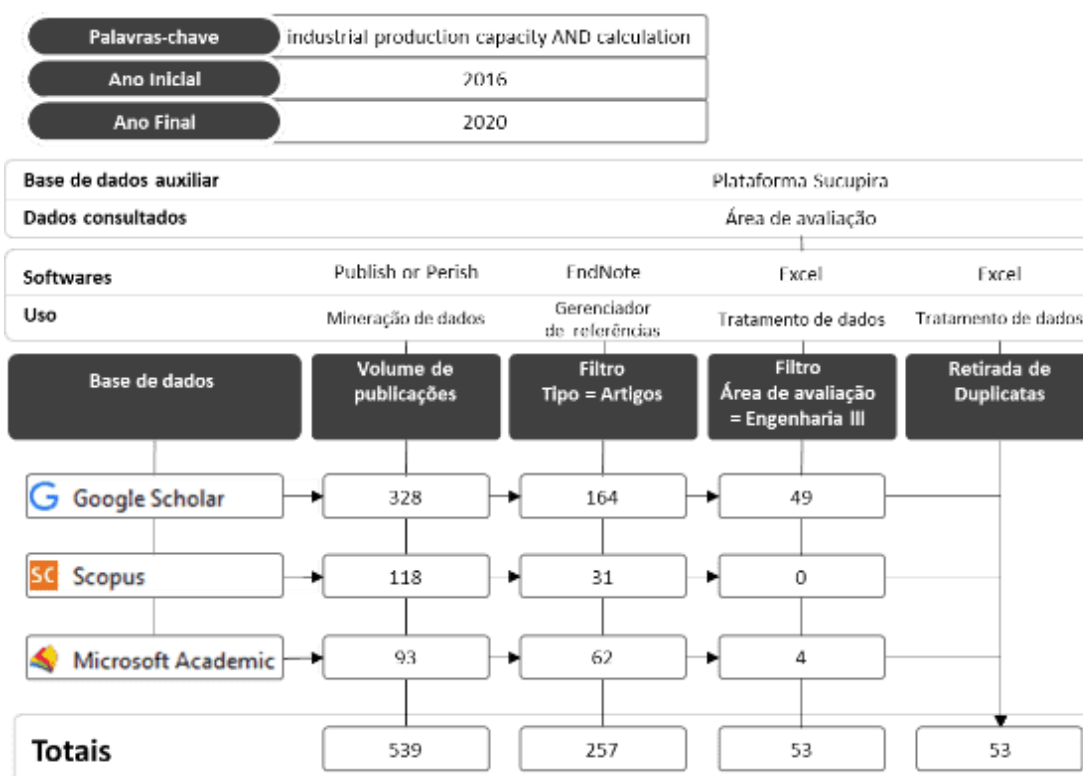 Palavras-chave industrial production capacity AND calculation
Ano Inicial 2016
Ano Final 2020
Base de dados auxiliar Plataforma Sucupira
Dados consultados Área de avaliação
Softwares Publish or Perish EndNote Excel Excel
Uso Mineração de dados Gerenciador de referências Tratamento de dados Tratamento de dados
Base de dados
Volume de
publicações
Filtro
Tipo = Artigos
Filtro
Área de avaliação
= Engenharia III
Retirada de
Duplicatas
G Google Scholar 328 164 49
SC Scopus 118 31 0
Microsoft Academic 93 62 4
Totais 539 257 53 53